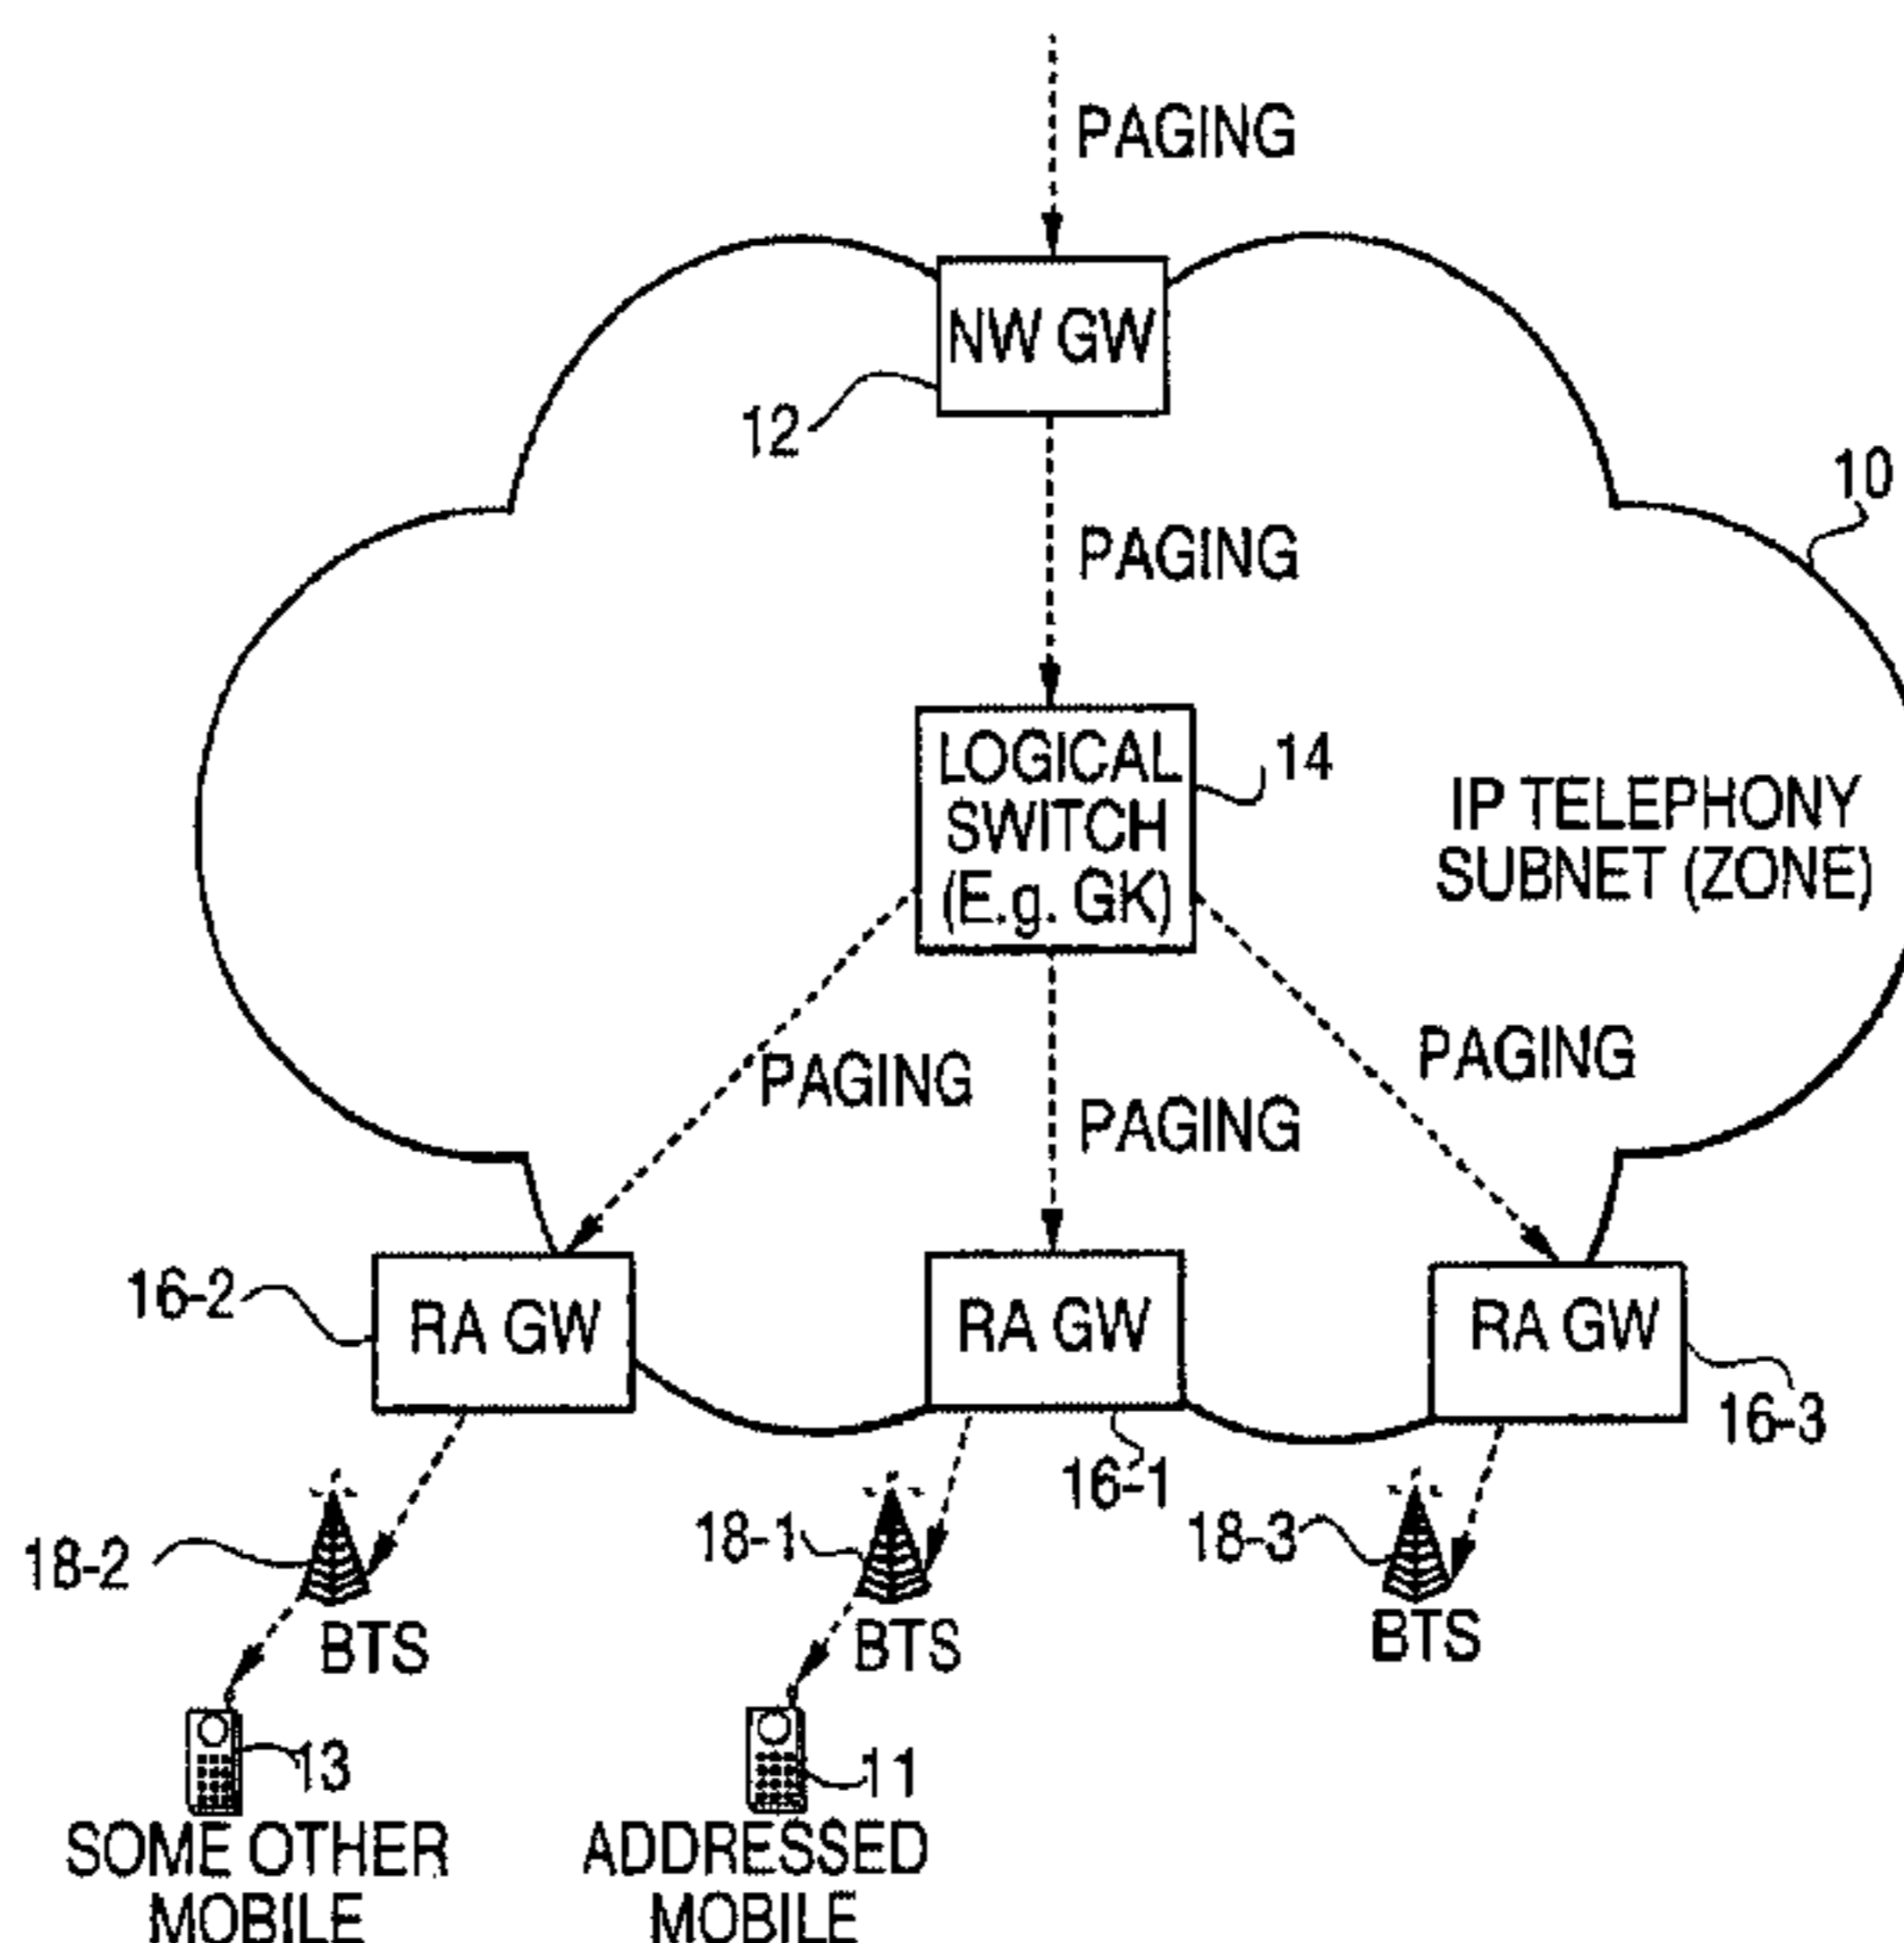 PAGING
NW GW
12
10
PAGING
LOGICAL
SWITCH
(E.g. GK)
14
IP TELEPHONY
SUBNET (ZONE)
PAGING
PAGING
PAGING
16-2
RA GW
RA GW
RA GW
16-3
16-1
18-2
18-1
18-3
BTS
BTS
BTS
13
11
SOME OTHER
MOBILE
ADDRESSED
MOBILE